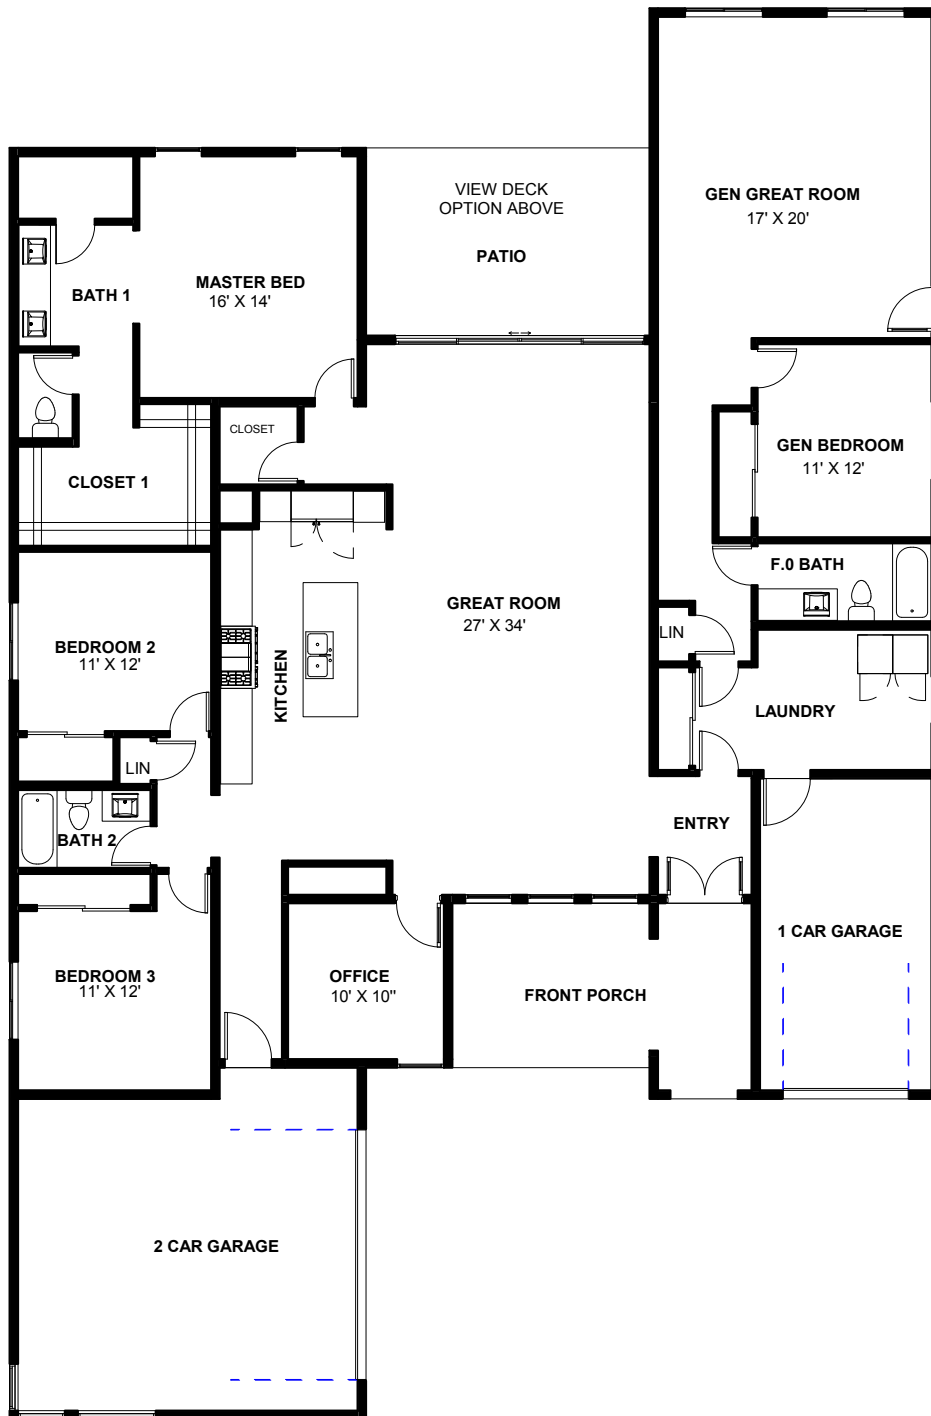 VIEW DECK
OPTION ABOVE
PATIO
GEN GREAT ROOM
17' X 20'
MASTER BED
16' X 14'
BATH 1
CLOSET
GEN BEDROOM
11' X 12'
CLOSET 1
F.0 BATH
GREAT ROOM
27' X 34'
LIN
BEDROOM 2
11' X 12'
KITCHEN
LAUNDRY
LIN
BATH 2
ENTRY
1 CAR GARAGE
BEDROOM 3
11' X 12'
OFFICE
10' X 10"
FRONT PORCH
2 CAR GARAGE